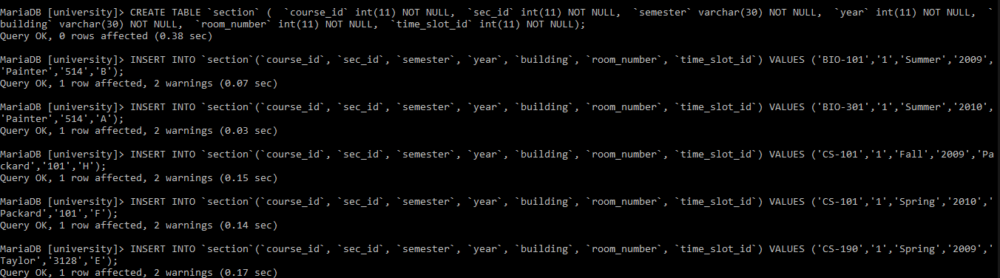 MariaDB [university]> CREATE TABLE `section` (  `course_id` int(11) NOT NULL,  `sec_id` int(11) NOT NULL,  `semester` varchar(30) NOT NULL,  `year` int(11) NOT NULL,  `
building` varchar(30) NOT NULL,  `room_number` int(11) NOT NULL,  `time_slot_id` int(11) NOT NULL);
Query OK, 0 rows affected (0.38 sec)
MariaDB [university]> INSERT INTO `section`(`course_id`, `sec_id`, `semester`, `year`, `building`, `room_number`, `time_slot_id`) VALUES ('BIO-101','1','Summer','2009',
'Painter','514','B');
Query OK, 1 row affected, 2 warnings (0.07 sec)
MariaDB [university]> INSERT INTO `section`(`course_id`, `sec_id`, `semester`, `year`, `building`, `room_number`, `time_slot_id`) VALUES ('BIO-301','1','Summer','2010',
'Painter','514','A');
Query OK, 1 row affected, 2 warnings (0.03 sec)
MariaDB [university]> INSERT INTO `section`(`course_id`, `sec_id`, `semester`, `year`, `building`, `room_number`, `time_slot_id`) VALUES ('CS-101','1','Fall','2009','Pa
ckard','101','H');
Query OK, 1 row affected, 2 warnings (0.15 sec)
MariaDB [university]> INSERT INTO `section`(`course_id`, `sec_id`, `semester`, `year`, `building`, `room_number`, `time_slot_id`) VALUES ('CS-101','1','Spring','2010','
Packard','101','F');
Query OK, 1 row affected, 2 warnings (0.14 sec)
MariaDB [university]> INSERT INTO `section`(`course_id`, `sec_id`, `semester`, `year`, `building`, `room_number`, `time_slot_id`) VALUES ('CS-190','1','Spring','2009','
Taylor','3128','E');
Query OK, 1 row affected, 2 warnings (0.17 sec)